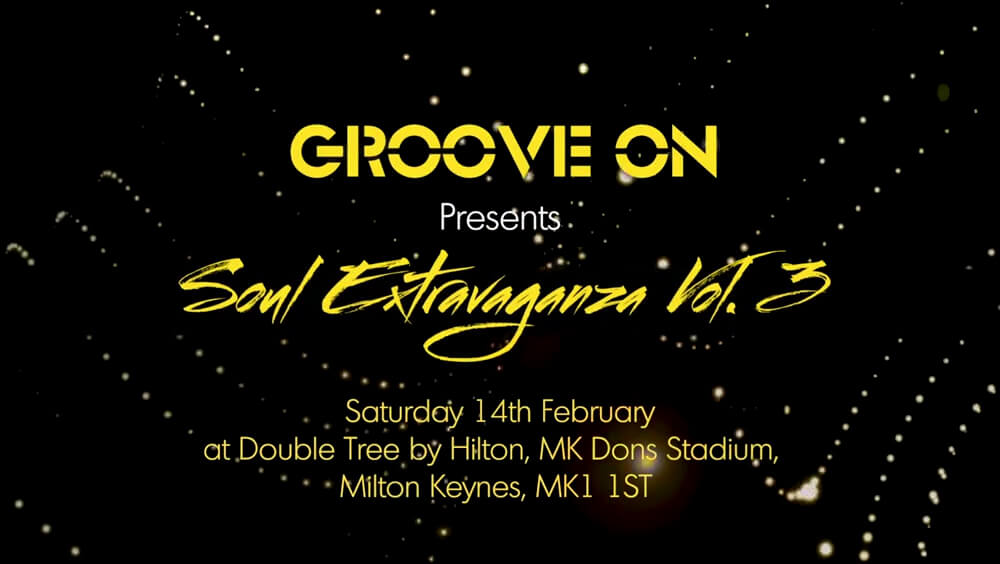 GROOVE ON
Presents
Soul Extravaganza Vol. 3
Saturday 14th February
at Double Tree by Hilton, MK Dons Stadium,
Milton Keynes, MK1 1ST